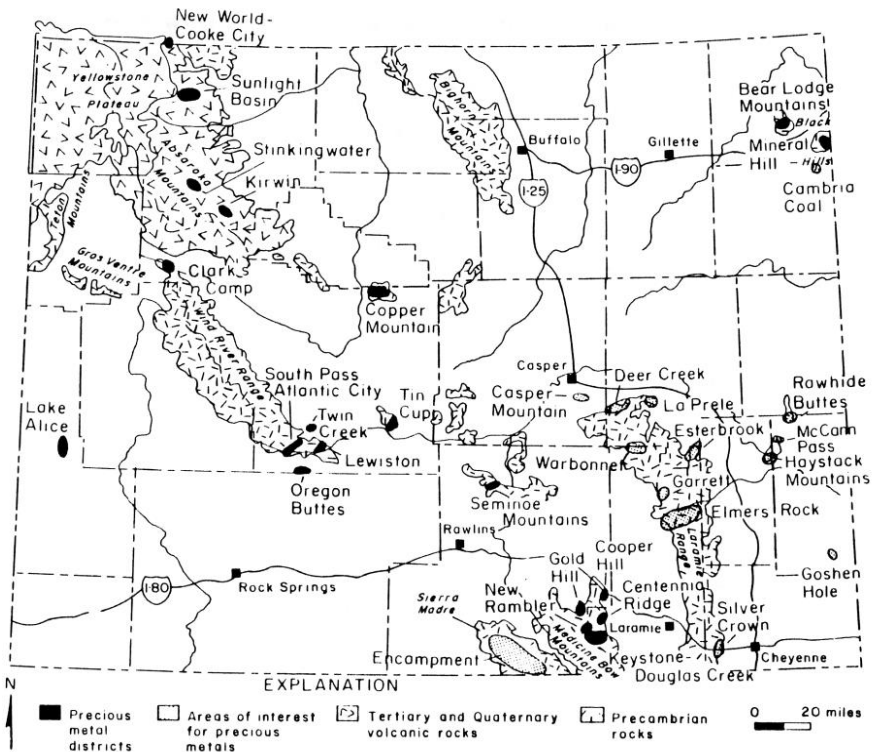 New World-
Cooke City
Yellowstone
Plateau
Sunlight
Basin
Bighorn
Mountains
Bear Lodge
Mountains
Black
Hills
Absaroka
Mountains
Stinkingwater
Buffalo
Gillette
Mineral
Hill
Kirwin
I-90
I-25
Cambria
Coal
Teton
Mountains
Gros Ventre
Mountains
Clark
Camp
Copper
Mountain
Wind River Range
South Pass
Atlantic City
Tin
Cup
Casper
Casper
Mountain
Deer Creek
La Prele
Rawhide
Buttes
Lake
Alice
Twin
Creek
Esterbrook
McCann
Pass
Lewiston
Warbonnet
Haystack
Mountains
Oregon
Buttes
Garrett
Seminoe
Mountains
Elmers Rock
Rawlins
Laramie
Range
Gold
Hill
Cooper
Hill
Goshen
Hole
I-80
Rock Springs
Sierra
Madre
New
Rambler
Centennial
Ridge
Silver
Crown
Laramie
Medicine Bow
Mountains
Encampment
Keystone
Douglas Creek
Cheyenne
N
EXPLANATION
Precious
metal
districts
Areas of interest
for precious
metals
Tertiary and Quaternary
volcanic rocks
Precambrian
rocks
0 20 miles